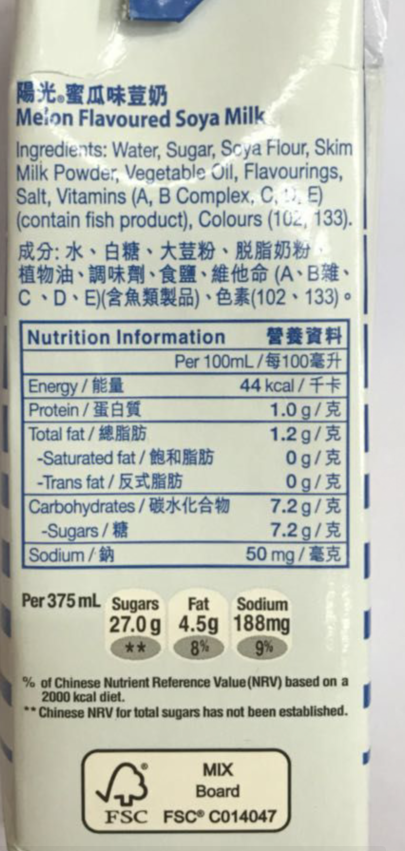 陽光®蜜瓜味荳奶
Melon Flavoured Soya Milk
Ingredients: Water, Sugar, Soya Flour, Skim
Milk Powder, Vegetable Oil, Flavourings,
Salt, Vitamins (A, B Complex, C, D, E)
(contain fish product), Colours (102, 133).
成分: 水、白糖、大荳粉、脱脂奶粉、
植物油、調味劑、食鹽、維他命 (A、B雜、
C、D、E)(含魚類製品)、色素(102、133)。
Nutrition Information 營養資料
Per 100mL / 每100毫升
Energy / 能量 44 kcal / 千卡
Protein / 蛋白質 1.0 g / 克
Total fat / 總脂肪 1.2 g / 克
-Saturated fat / 飽和脂肪 0 g / 克
-Trans fat / 反式脂肪 0 g / 克
Carbohydrates / 碳水化合物 7.2 g / 克
-Sugars / 糖 7.2 g / 克
Sodium / 鈉 50 mg / 毫克
Per 375 mL Sugars Fat Sodium
27.0 g 4.5g 188mg
** 8% 9%
% of Chinese Nutrient Reference Value (NRV) based on a
2000 kcal diet.
** Chinese NRV for total sugars has not been established.
MIX
Board
FSC FSC® C014047